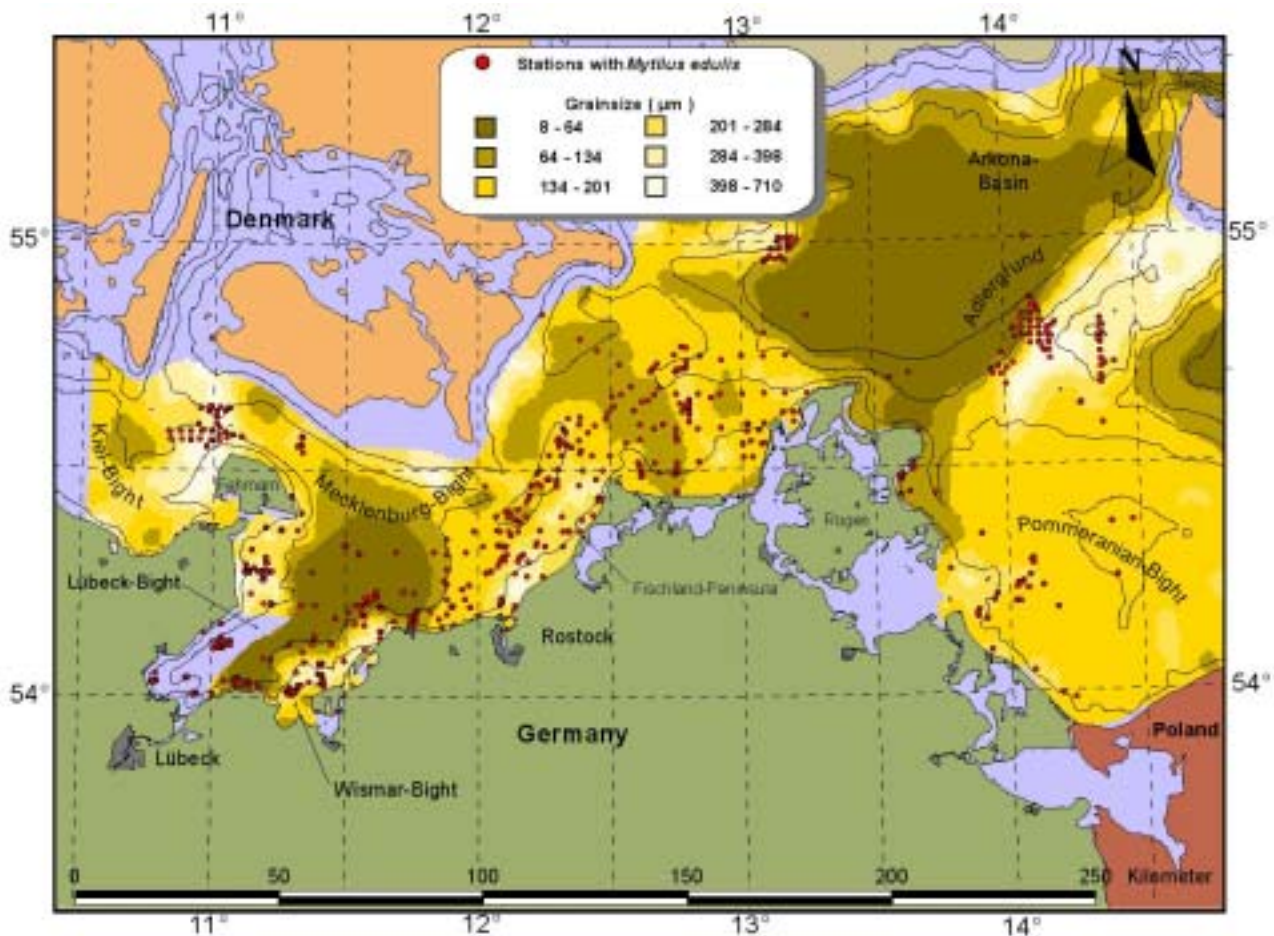 11° 12° 13° 14°
Stations with Mytilus edulis
N
Grainsize ( µm )
8 - 64 201 - 284
64 - 134 284 - 398
134 - 201 398 - 710
Arkona-
Basin
Denmark
55° 55°
Adlergrund
Kiel-Bight
Fehmarn
Mecklenburg-Bight
Rügen
Pommeranian-Bight
Lübeck-Bight
Fischland-Peninsula
Rostock
54° 54°
Germany
Poland
Lübeck
Wismar-Bight
0 50 100 150 200 250 Kilometer
11° 12° 13° 14°